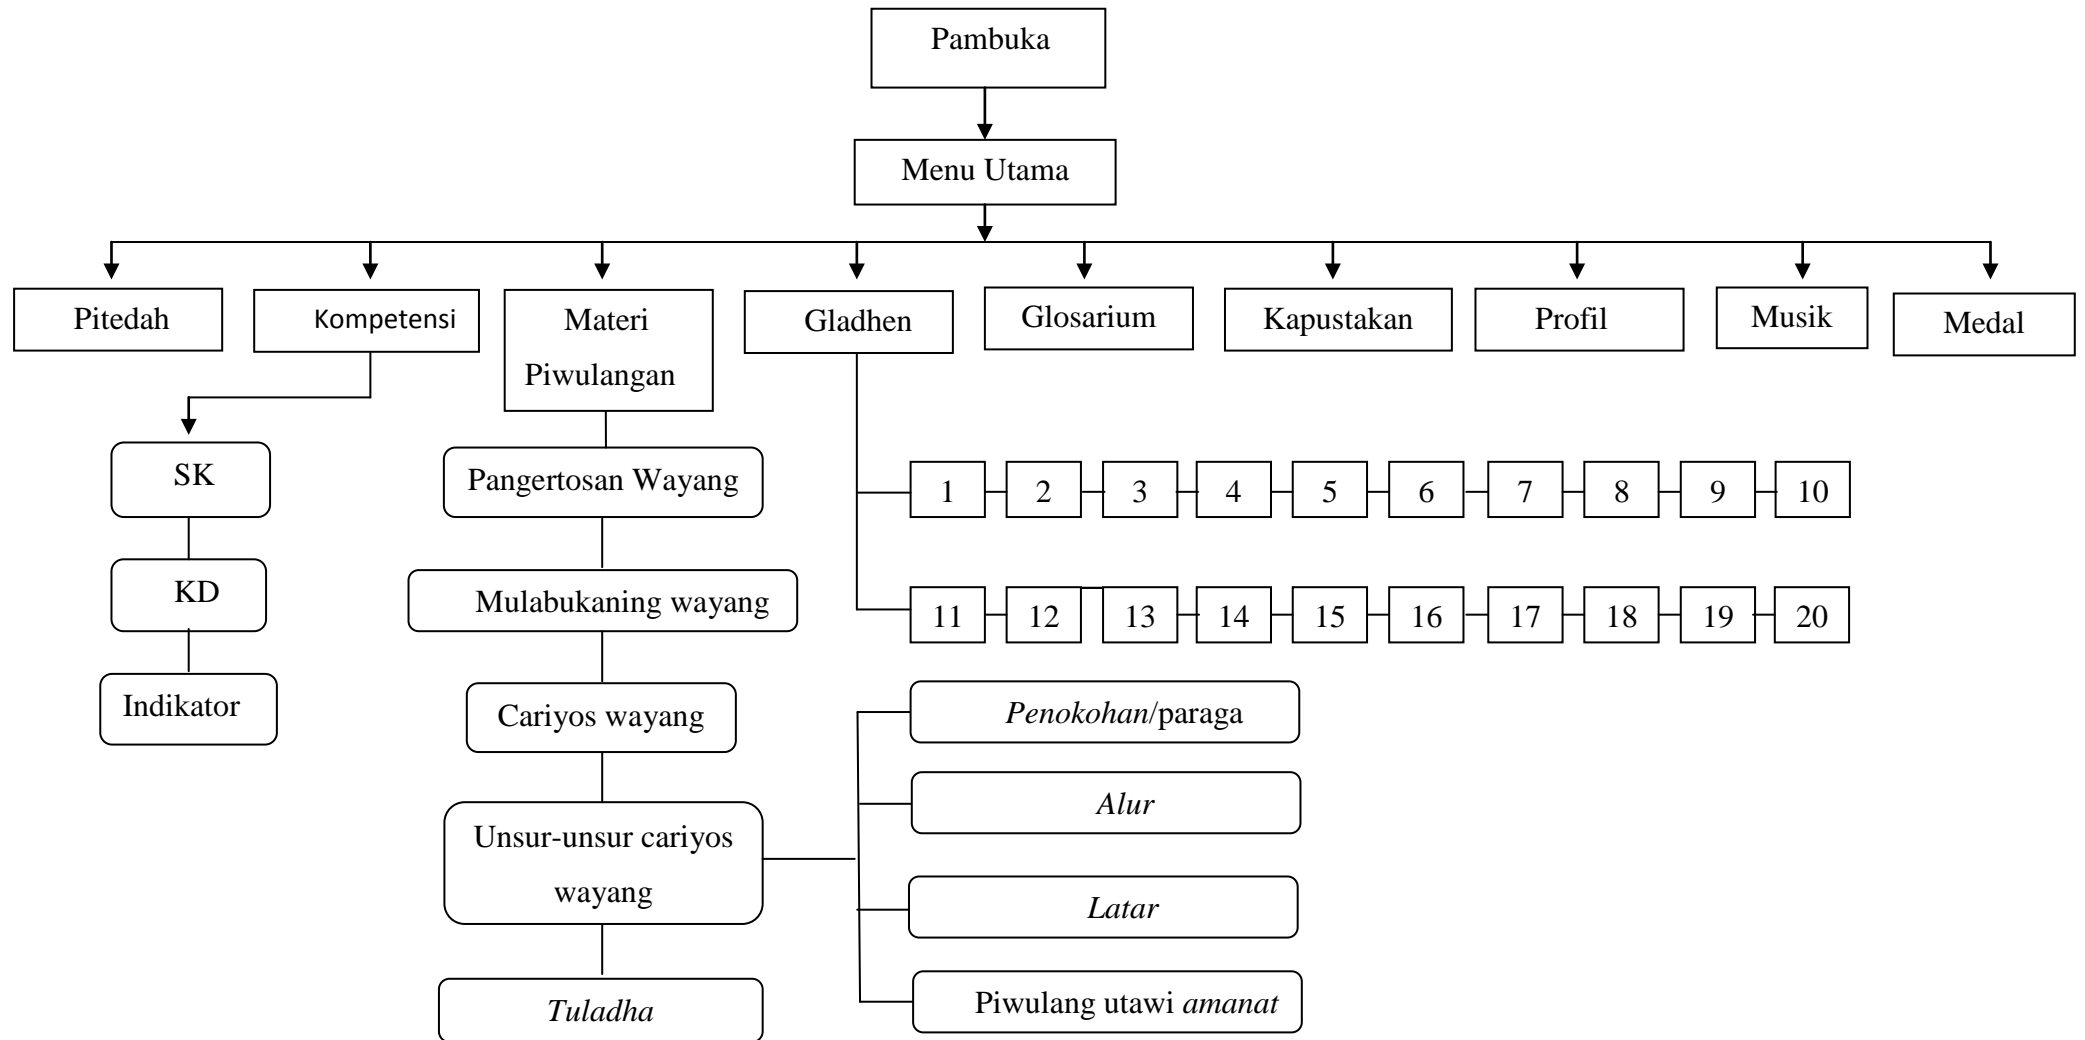 Pambuka
Menu Utama
Pitedah
Kompetensi
Materi
Piwulangan
Gladhen
Glosarium
Kapustakan
Profil
Musik
Medal
SK
KD
Indikator
Pangertosan Wayang
Mulabukaning wayang
Cariyos wayang
Unsur-unsur cariyos
wayang
Tuladha
1 2 3 4 5 6 7 8 9 10
11 12 13 14 15 16 17 18 19 20
Penokohan/paraga
Alur
Latar
Piwulang utawi amanat